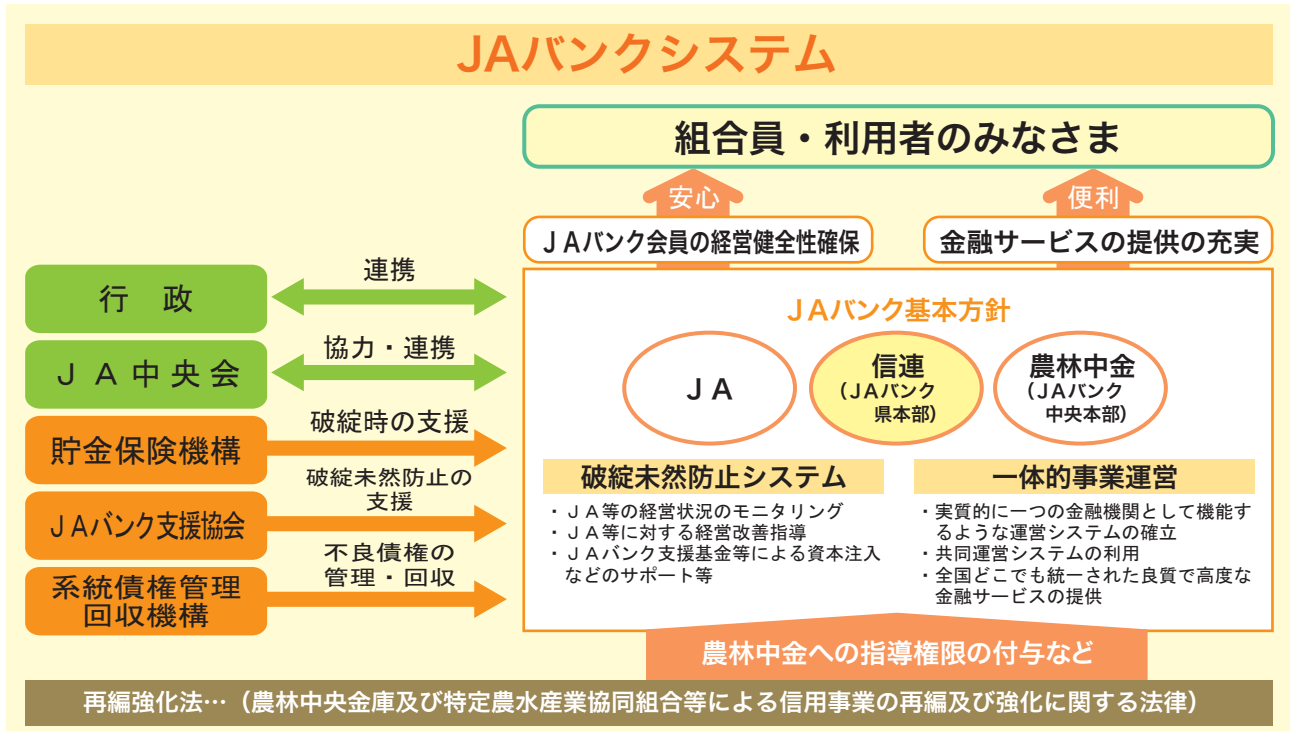 JAバンクシステム
組合員・利用者のみなさま
安心
便利
JAバンク会員の経営健全性確保
金融サービスの提供の充実
行　政
連携
JA中央会
協力・連携
貯金保険機構
破綻時の支援
JAバンク支援協会
破綻未然防止の
支援
系統債権管理
回収機構
不良債権の
管理・回収
JAバンク基本方針
JA
信連
（JAバンク
県本部）
農林中金
（JAバンク
中央本部）
破綻未然防止システム
・JA等の経営状況のモニタリング
・JA等に対する経営改善指導
・JAバンク支援基金等による資本注入
などのサポート等
一体的事業運営
・実質的に一つの金融機関として機能す
るような運営システムの確立
・共同運営システムの利用
・全国どこでも統一された良質で高度な
金融サービスの提供
農林中金への指導権限の付与など
再編強化法…（農林中央金庫及び特定農水産業協同組合等による信用事業の再編及び強化に関する法律）